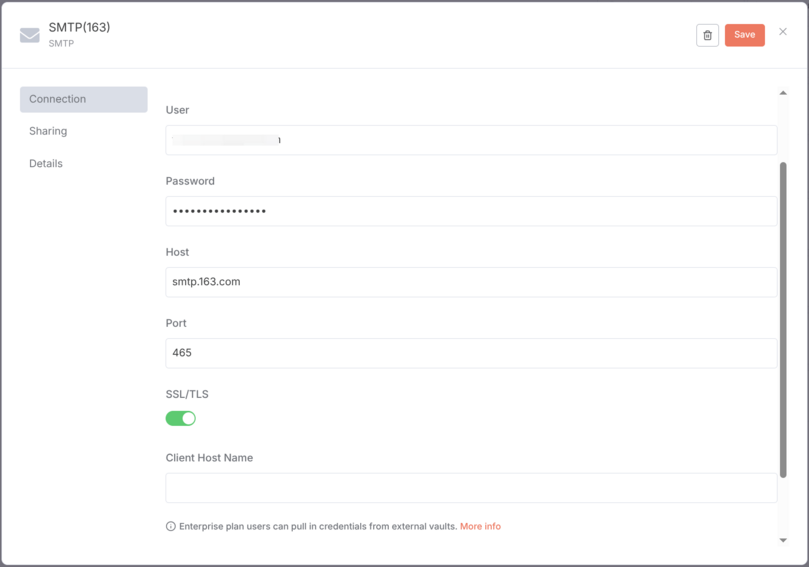 SMTP(163)
SMTP
Save
Connection
Sharing
Details
User
Password
••••••••••••••••
Host
smtp.163.com
Port
465
SSL/TLS
Client Host Name
Enterprise plan users can pull in credentials from external vaults. More info